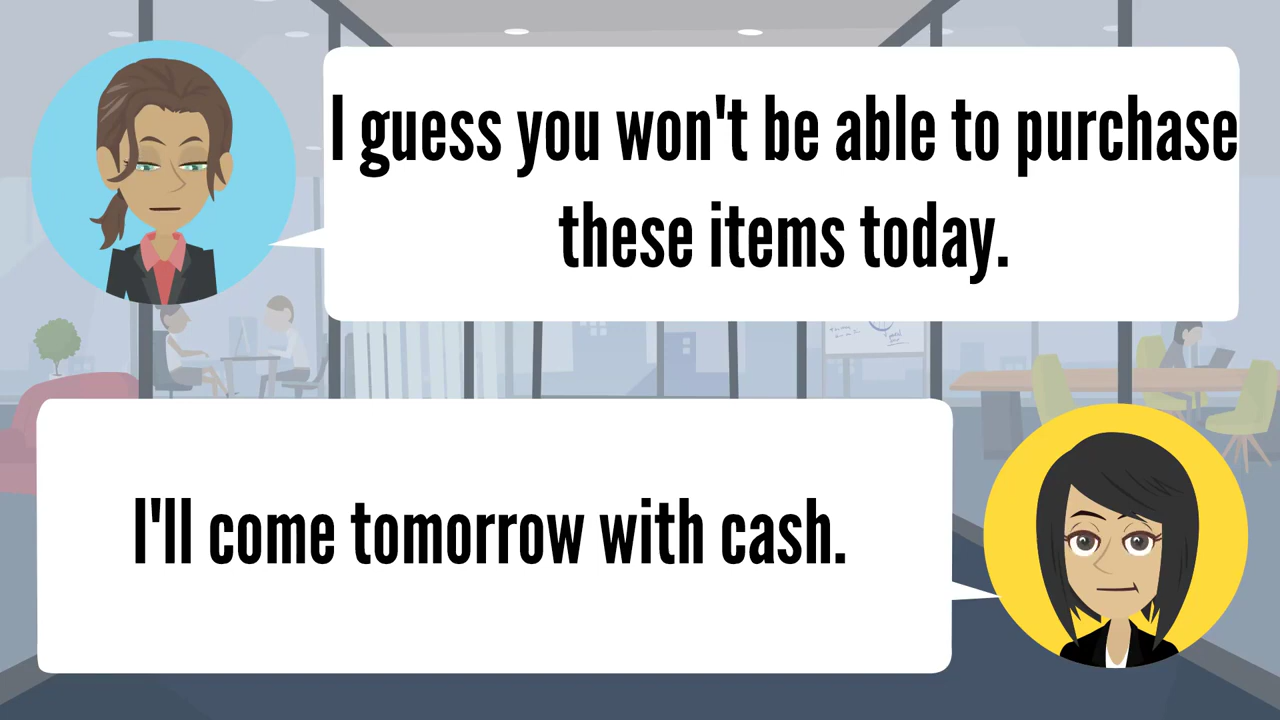 I guess you won't be able to purchase
these items today.
I'll come tomorrow with cash.